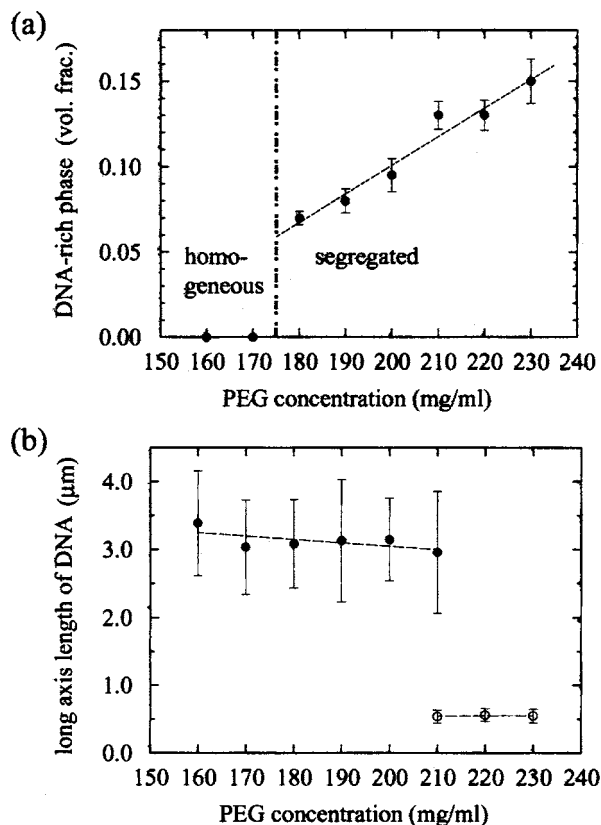 (a)
DNA-rich phase (vol. frac.)
0.15
0.10
0.05
0.00
homo-
geneous
segregated
150 160 170 180 190 200 210 220 230 240
PEG concentration (mg/ml)
(b)
long axis length of DNA (μm)
4.0
3.0
2.0
1.0
0.0
150 160 170 180 190 200 210 220 230 240
PEG concentration (mg/ml)